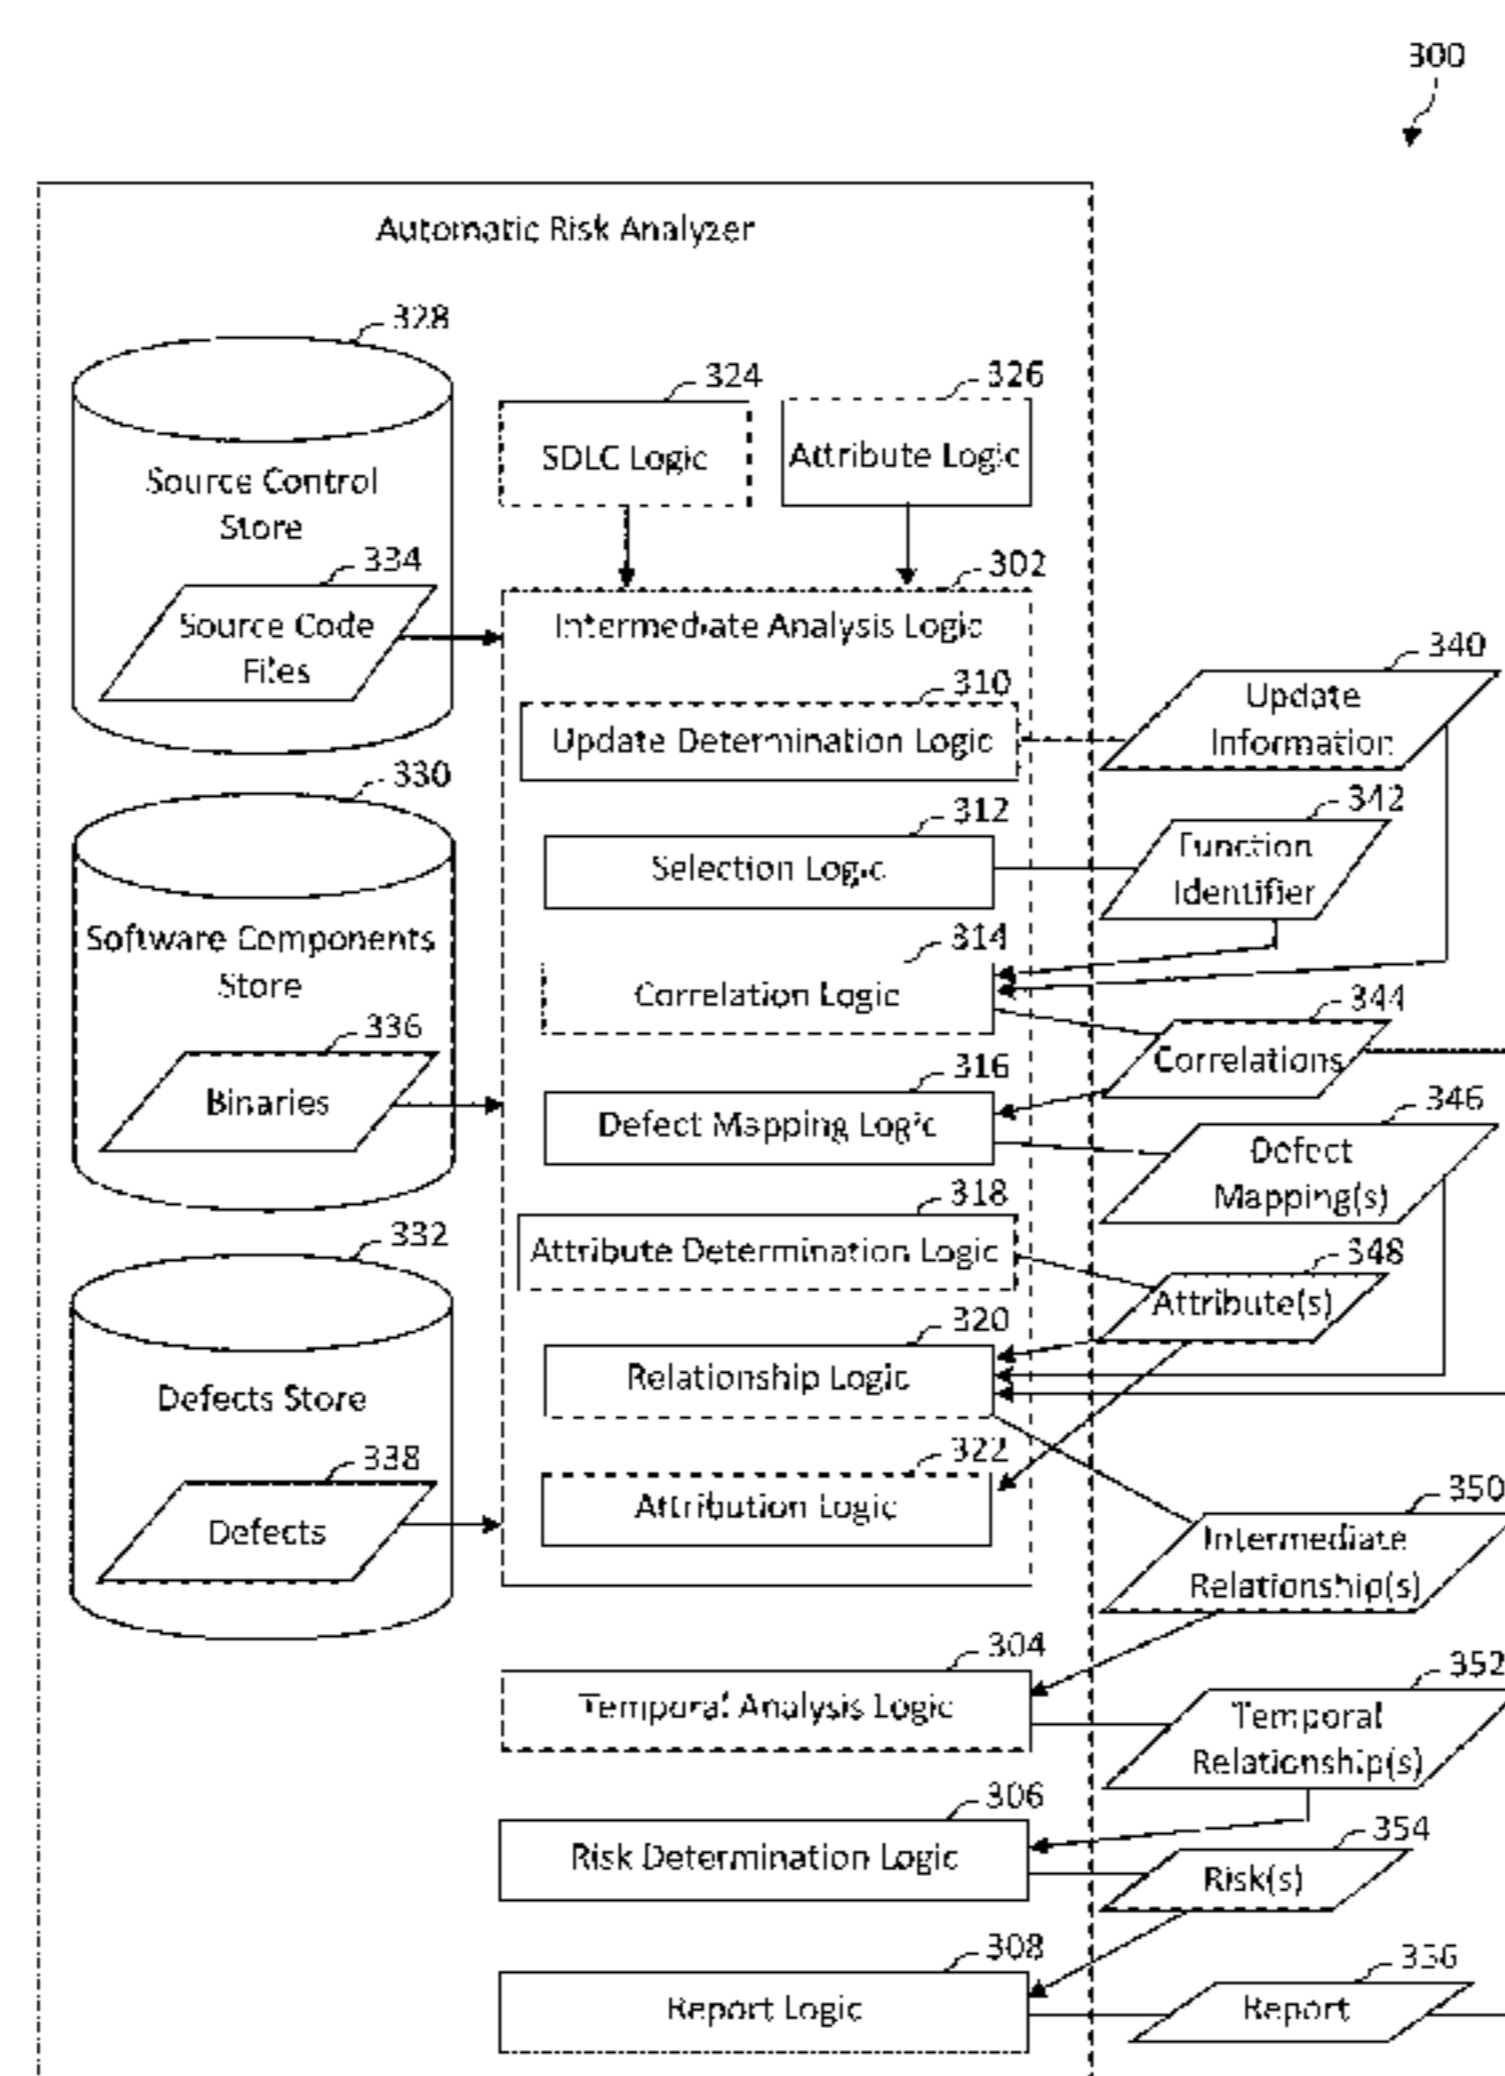 300
Automatic Risk Analyzer
328
324
326
SDLC Logic
Attribute Logic
Source Control
Store
334
302
Source Code
Files
Intermediate Analysis Logic
340
310
Update
Information
Update Determination Logic
330
342
312
Function
Identifier
Selection Logic
Software Components
Store
314
Correlation Logic
344
336
Correlations
316
Binaries
Defect Mapping Logic
346
Defect
Mapping(s)
318
332
Attribute Determination Logic
348
Attribute(s)
320
Relationship Logic
Defects Store
322
338
350
Attribution Logic
Defects
Intermediate
Relationship(s)
304
352
Temporal Analysis Logic
Temporal
Relationship(s)
306
354
Risk Determination Logic
Risk(s)
308
336
Report Logic
Report